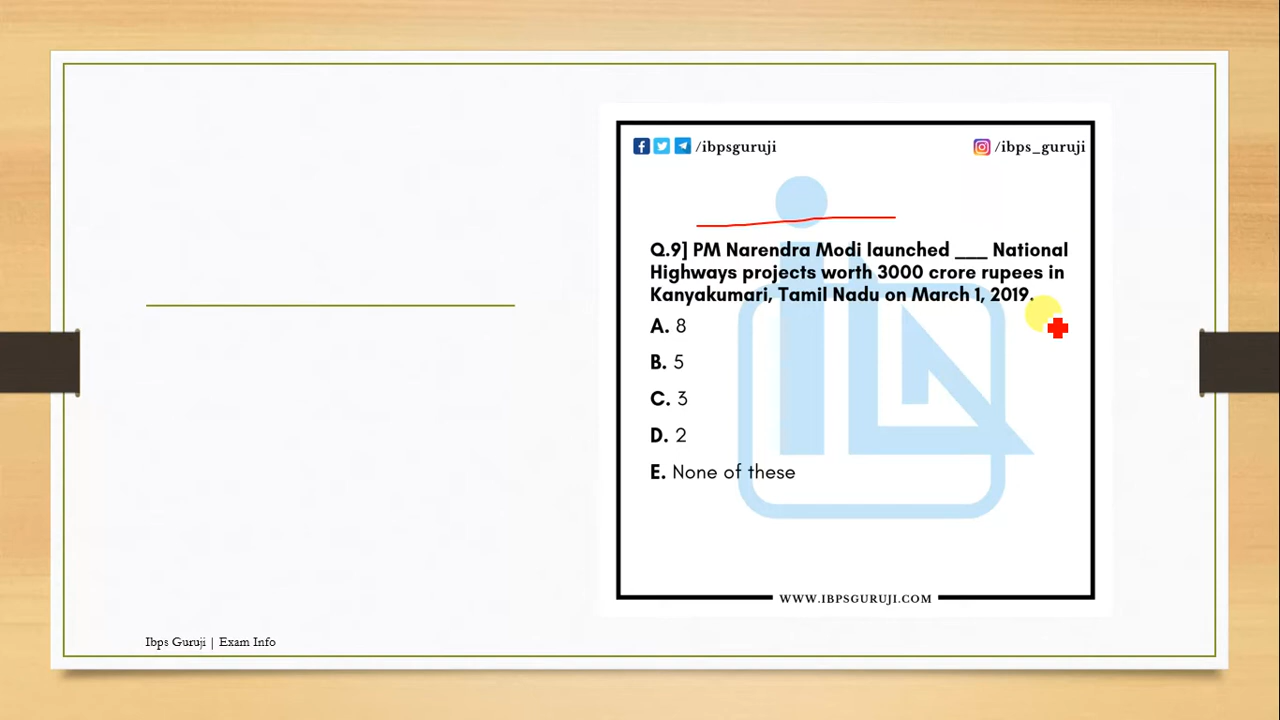 /ibpsguruji
/ibps_guruji
Q.9] PM Narendra Modi launched ___ National
Highways projects worth 3000 crore rupees in
Kanyakumari, Tamil Nadu on March 1, 2019.
A. 8
B. 5
C. 3
D. 2
E. None of these
WWW.IBPSGURUJI.COM
Ibps Guruji | Exam Info